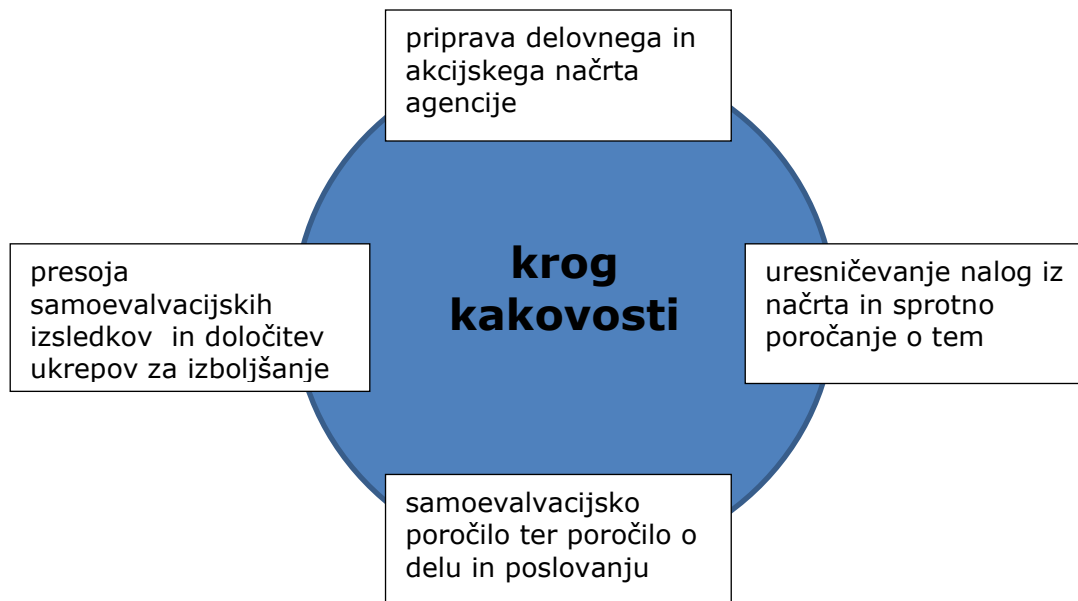 priprava delovnega in
akcijskega načrta
agencije
presoja
samoevalvacijskih
izsledkov in določitev
ukrepov za izboljšanje
krog
kakovosti
uresničevanje nalog iz
načrta in sprotno
poročanje o tem
samoevalvacijsko
poročilo ter poročilo o
delu in poslovanju